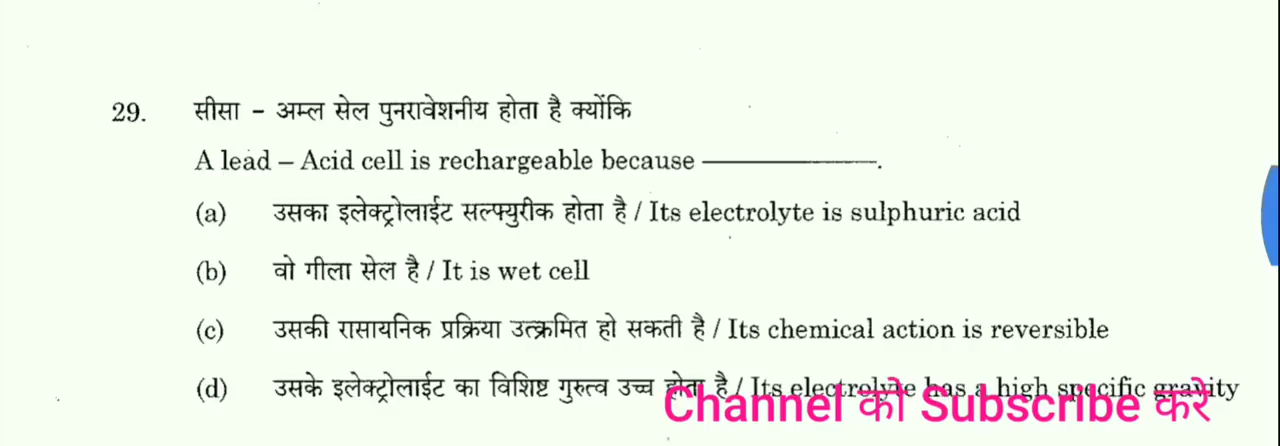 29. सीसा - अम्ल सेल पुनरावेशनीय होता है क्योंकि
A lead – Acid cell is rechargeable because ————.
(a) उसका इलेक्ट्रोलाईट सल्फ्युरीक होता है / Its electrolyte is sulphuric acid
(b) वो गीला सेल है / It is wet cell
(c) उसकी रासायनिक प्रक्रिया उत्क्रमित हो सकती है / Its chemical action is reversible
(d) उसके इलेक्ट्रोलाईट का विशिष्ट गुरुत्व उच्च होता है / Its electrolyte has a high specific gravity
Channel को Subscribe करे